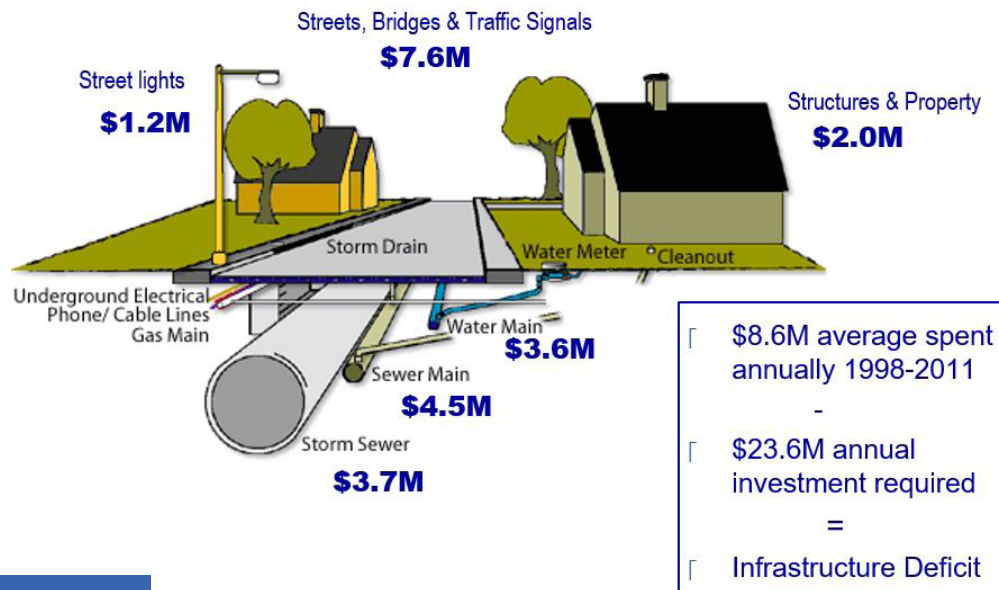 Streets, Bridges & Traffic Signals
$7.6M
Street lights
$1.2M
Structures & Property
$2.0M
Storm Drain
Water Meter
Cleanout
Underground Electrical
Phone/ Cable Lines
Gas Main
Water Main
$3.6M
Sewer Main
$4.5M
Storm Sewer
$3.7M
$8.6M average spent
annually 1998-2011
-
$23.6M annual
investment required
=
Infrastructure Deficit